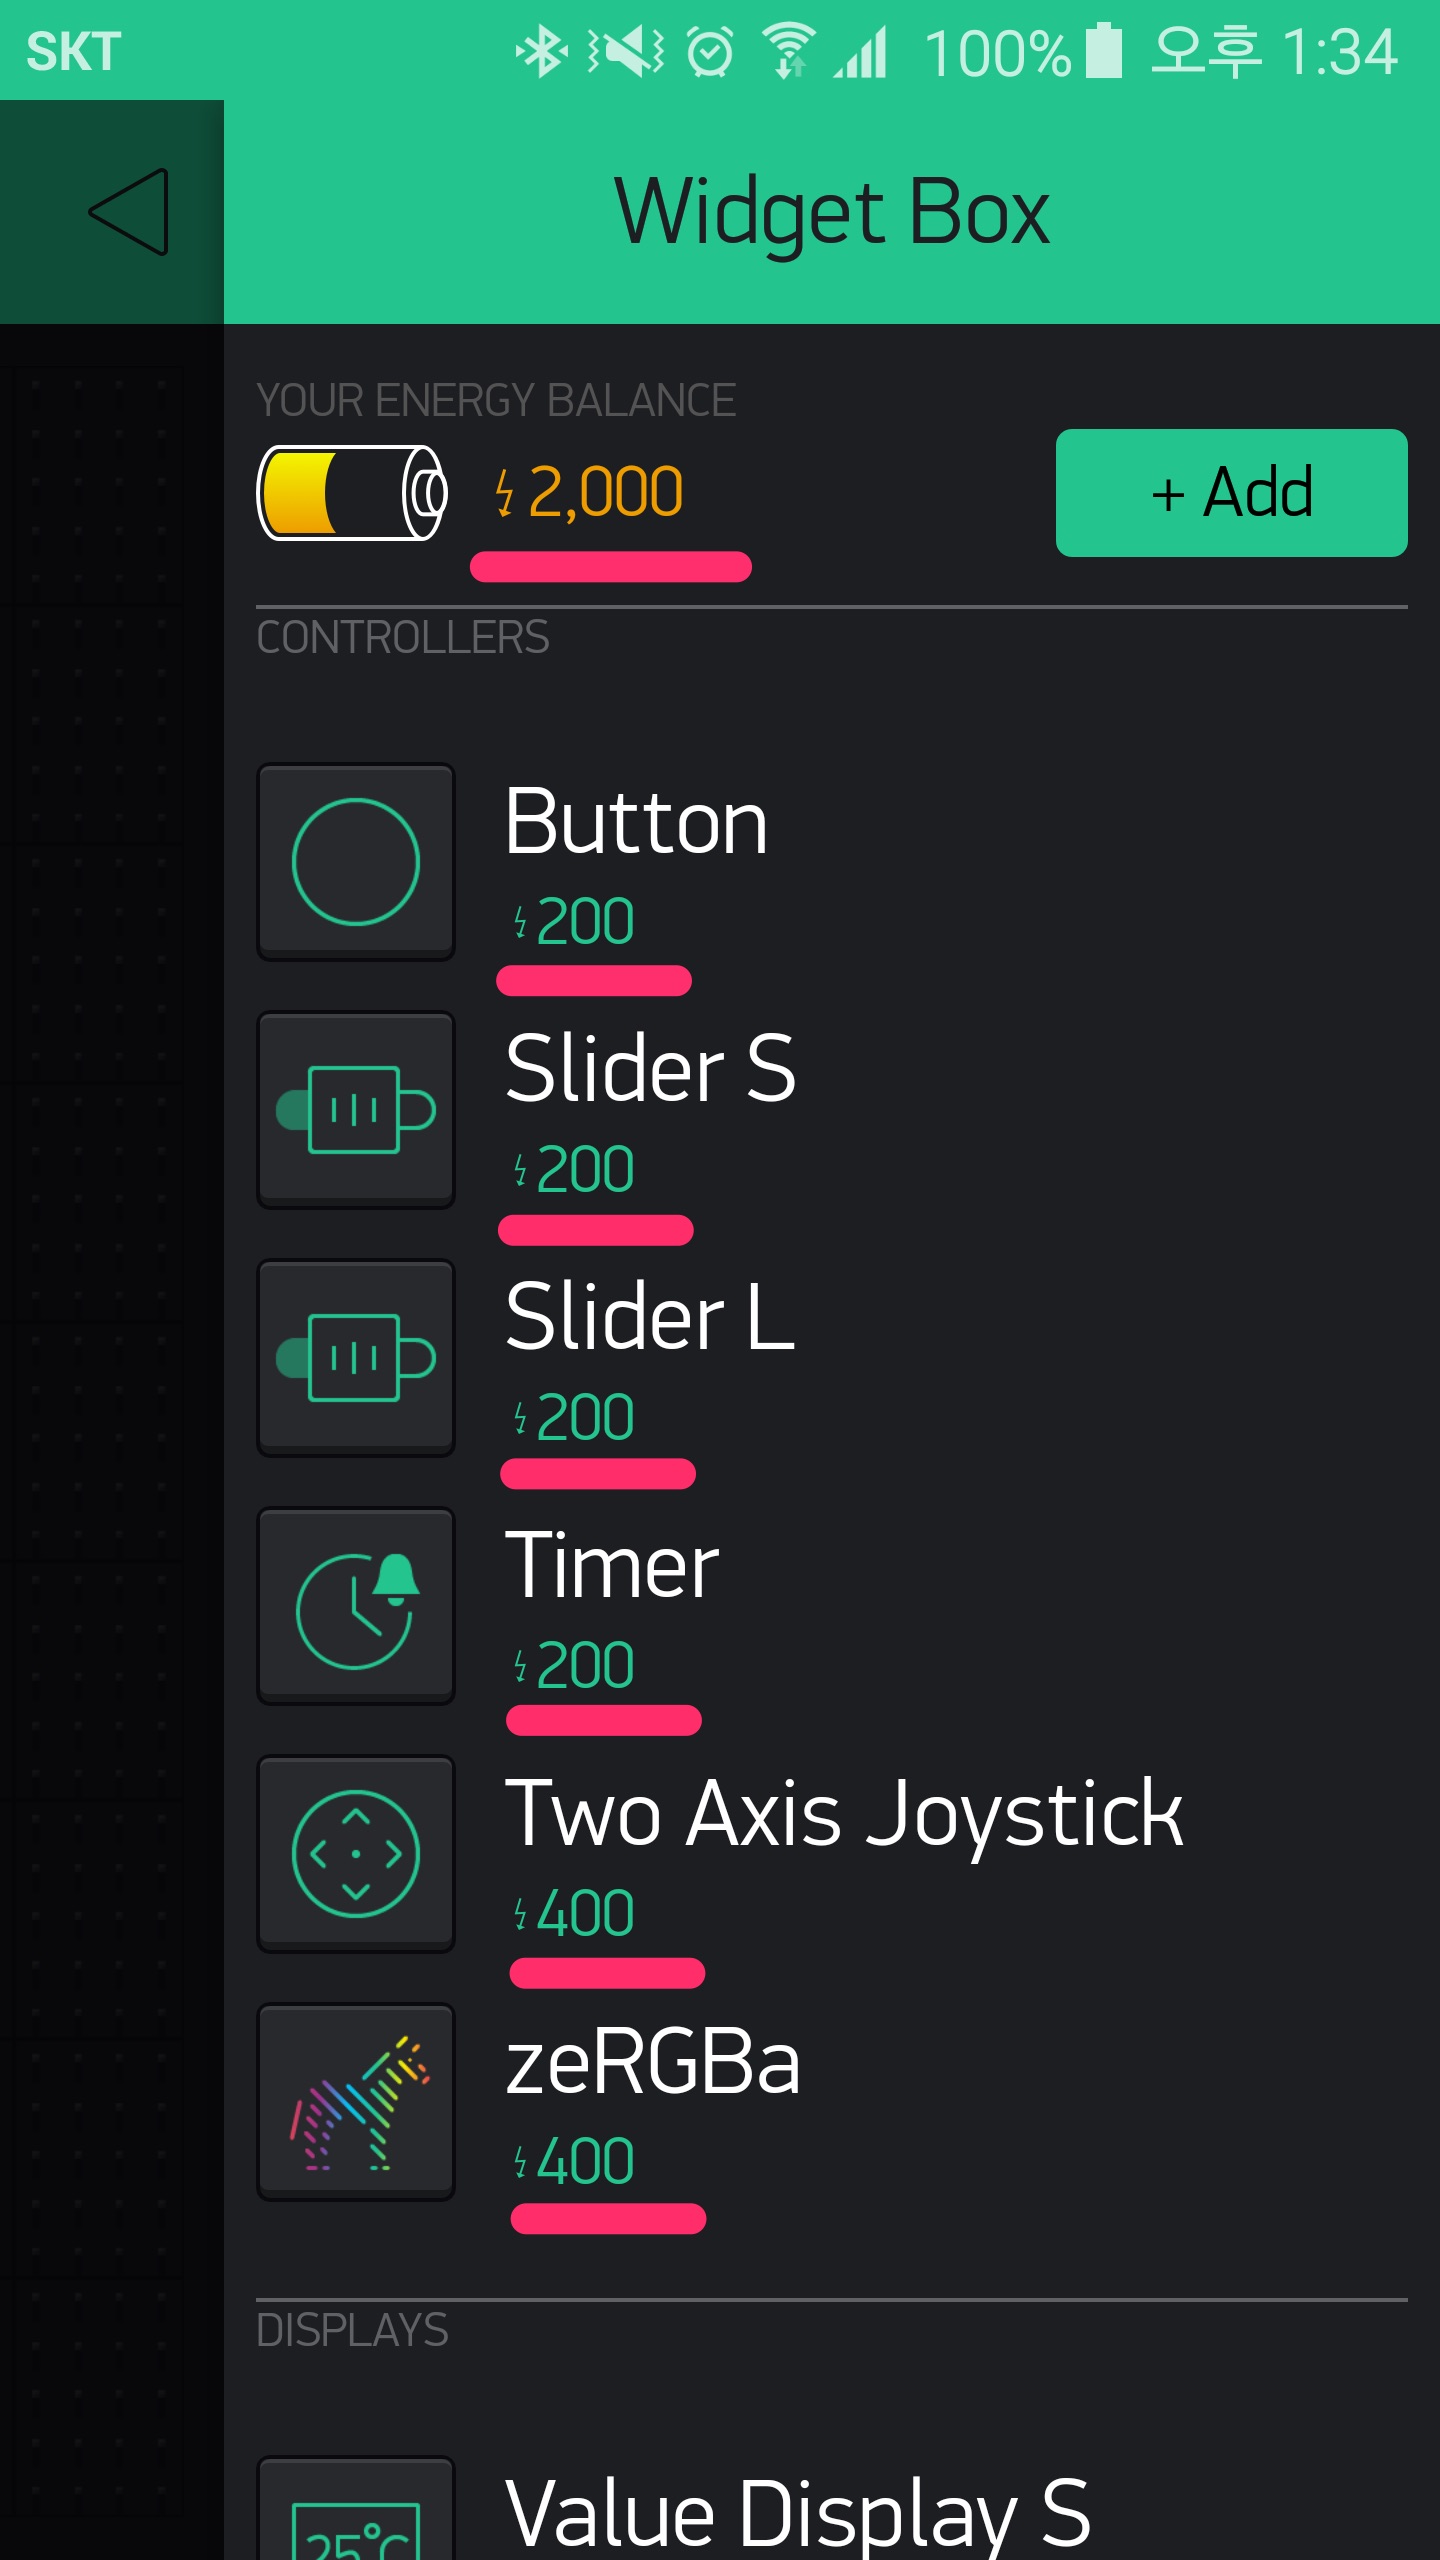 SKT 100% 오후 1:34
Widget Box
YOUR ENERGY BALANCE
2,000
+ Add
CONTROLLERS
Button
200
Slider S
200
Slider L
200
Timer
200
Two Axis Joystick
400
zeRGBa
400
DISPLAYS
Value Display S
25°C